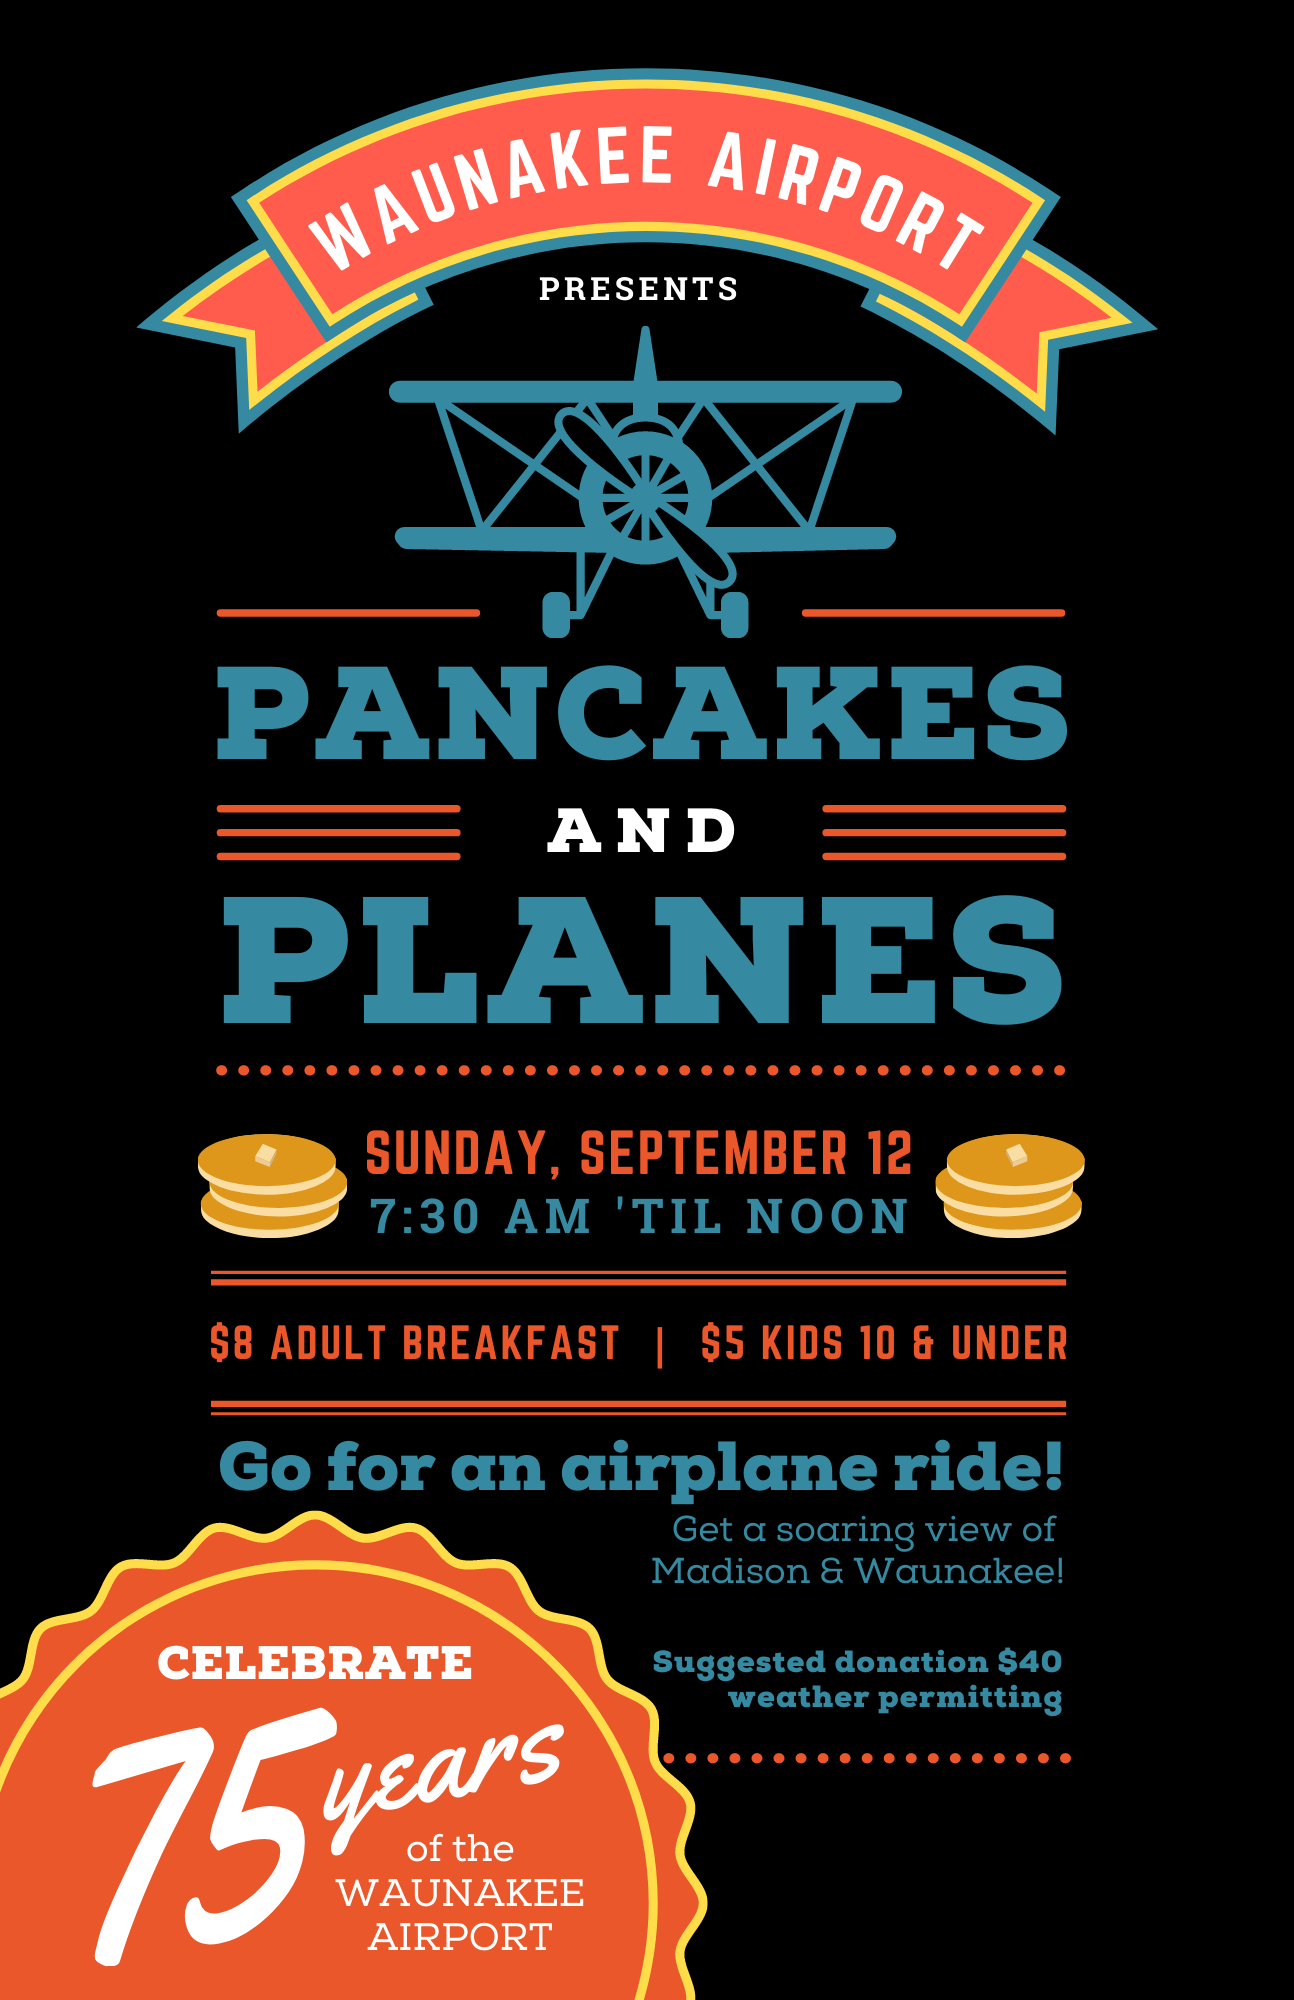 WAUNAKEE AIRPORT
PRESENTS
PANCAKES
AND
PLANES
SUNDAY, SEPTEMBER 12
7:30 AM 'TIL NOON
$8 ADULT BREAKFAST | $5 KIDS 10 & UNDER
Go for an airplane ride!
Get a soaring view of
Madison & Waunakee!
Suggested donation $40
weather permitting
CELEBRATE
75 years
of the
WAUNAKEE
AIRPORT